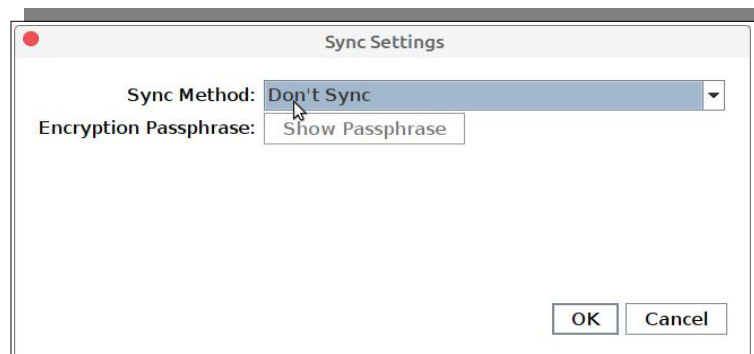 Sync Settings
Sync Method: Don't Sync
Encryption Passphrase: Show Passphrase
OK Cancel